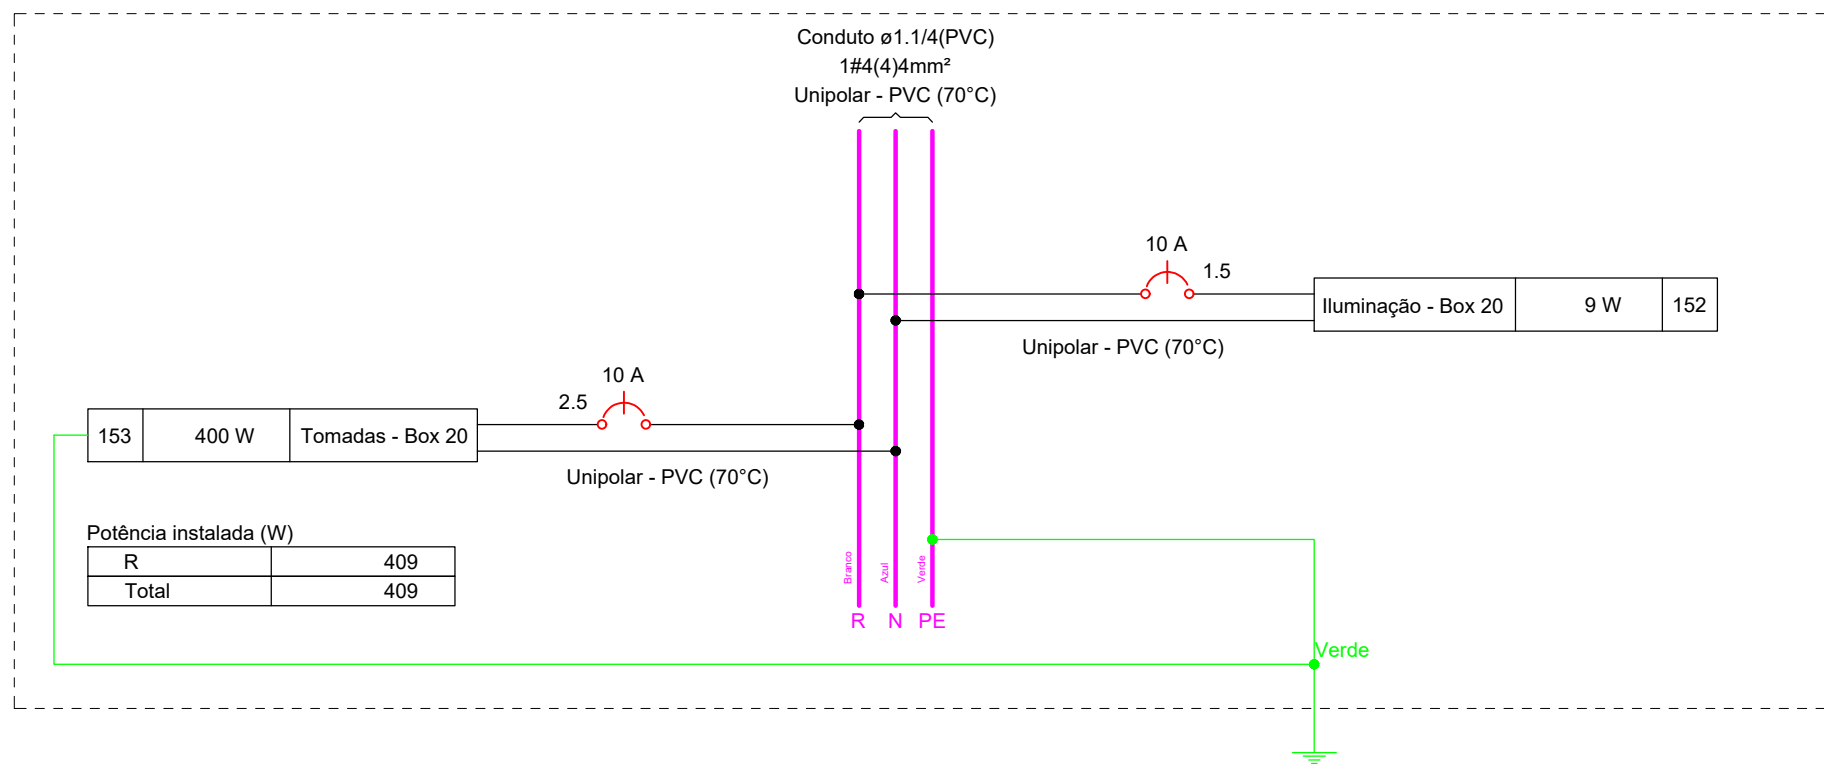 Conduto ø1.1/4(PVC)
1#4(4)4mm²
Unipolar - PVC (70°C)
10 A
1.5
Iluminação - Box 20 9 W 152
Unipolar - PVC (70°C)
10 A
2.5
153 400 W Tomadas - Box 20
Unipolar - PVC (70°C)
Potência instalada (W)
R 409
Total 409
Branco Azul Verde
R N PE
Verde